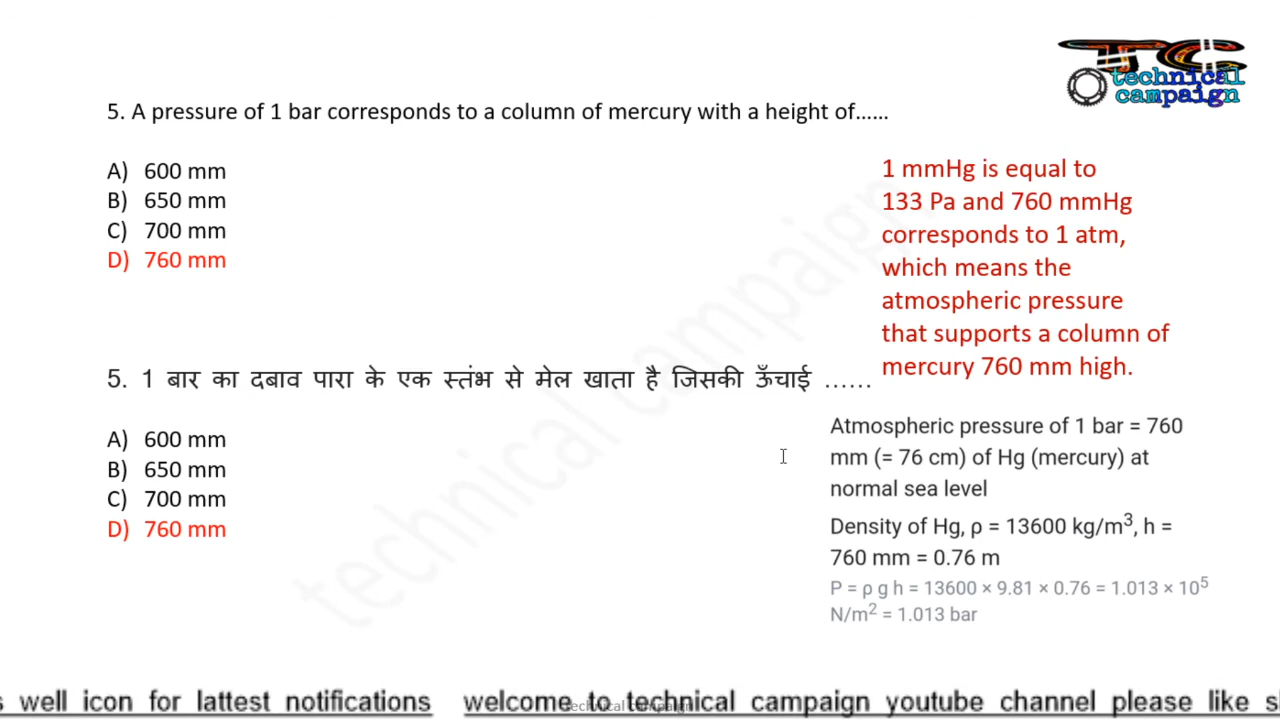 TC
technical
campaign
5. A pressure of 1 bar corresponds to a column of mercury with a height of......
A) 600 mm
B) 650 mm
C) 700 mm
D) 760 mm
1 mmHg is equal to
133 Pa and 760 mmHg
corresponds to 1 atm,
which means the
atmospheric pressure
that supports a column of
mercury 760 mm high.
5. 1 बार का दबाव पारा के एक स्तंभ से मेल खाता है जिसकी ऊँचाई ......
A) 600 mm
B) 650 mm
C) 700 mm
D) 760 mm
Atmospheric pressure of 1 bar = 760
mm (= 76 cm) of Hg (mercury) at
normal sea level
Density of Hg, ρ = 13600 kg/m³, h =
760 mm = 0.76 m
P = ρ g h = 13600 × 9.81 × 0.76 = 1.013 × 10⁵
N/m² = 1.013 bar
technical campaign
s well icon for lattest notifications welcome to technical campaign youtube channel please like s
technical campaign